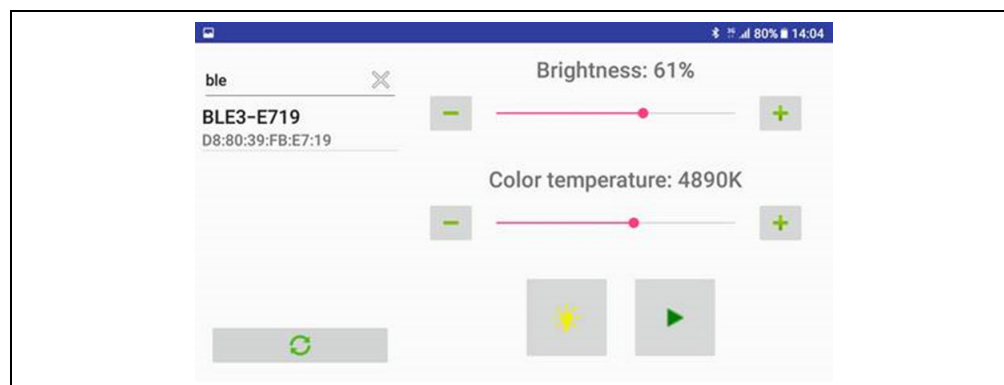 80% 14:04
ble
BLE3-E719
D8:80:39:FB:E7:19
Brightness: 61%
Color temperature: 4890K